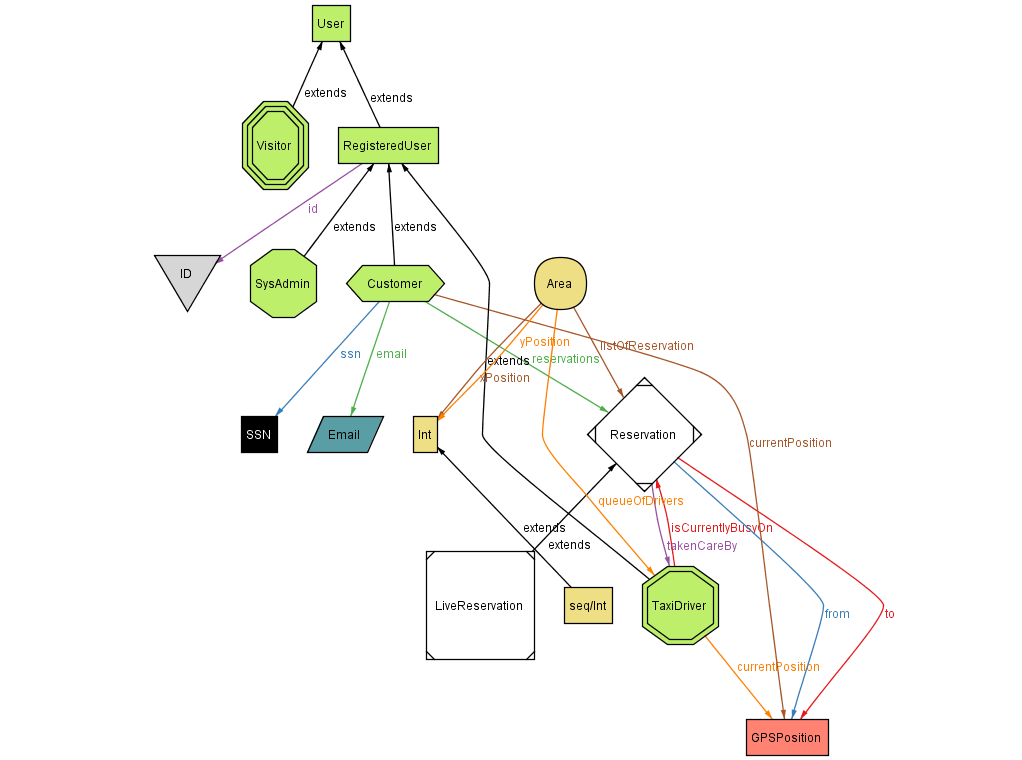 User
extends
extends
Visitor
RegisteredUser
id
extends
extends
ID
SysAdmin
Customer
Area
yPosition
listOfReservation
ssn
email
extends
reservations
xPosition
SSN
Email
Int
Reservation
currentPosition
queueOfDrivers
extends
isCurrentlyBusyOn
extends
takenCareBy
LiveReservation
seq/Int
TaxiDriver
from
to
currentPosition
GPSPosition